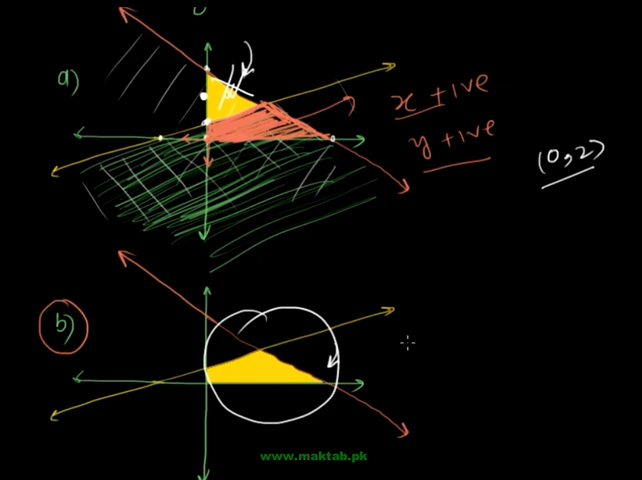 a)
x +ive
y +ive
(0,2)
b)
www.maktab.pk